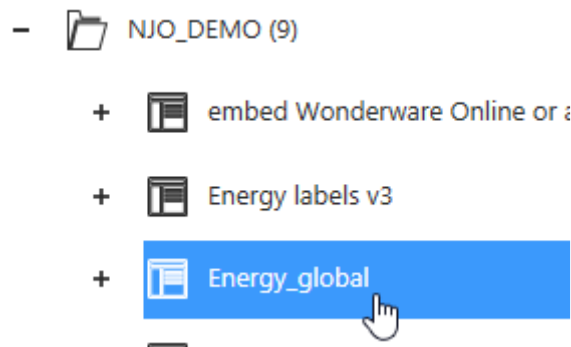 NJO_DEMO (9)
embed Wonderware Online or
Energy labels v3
Energy_global